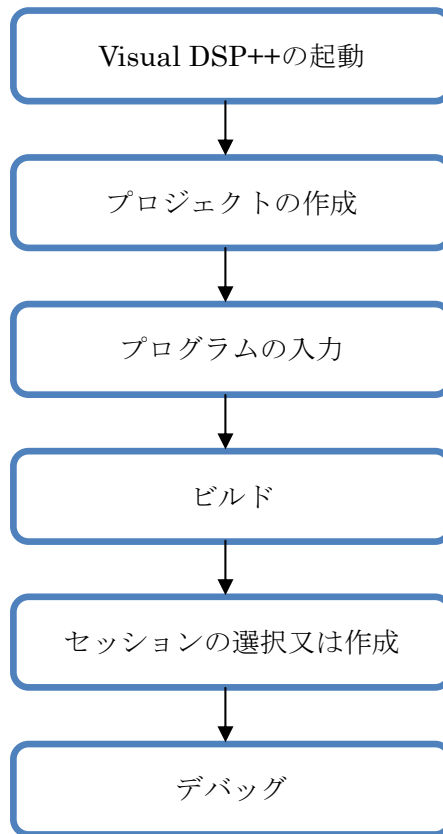 Visual DSP++の起動
プロジェクトの作成
プログラムの入力
ビルド
セッションの選択又は作成
デバッグ